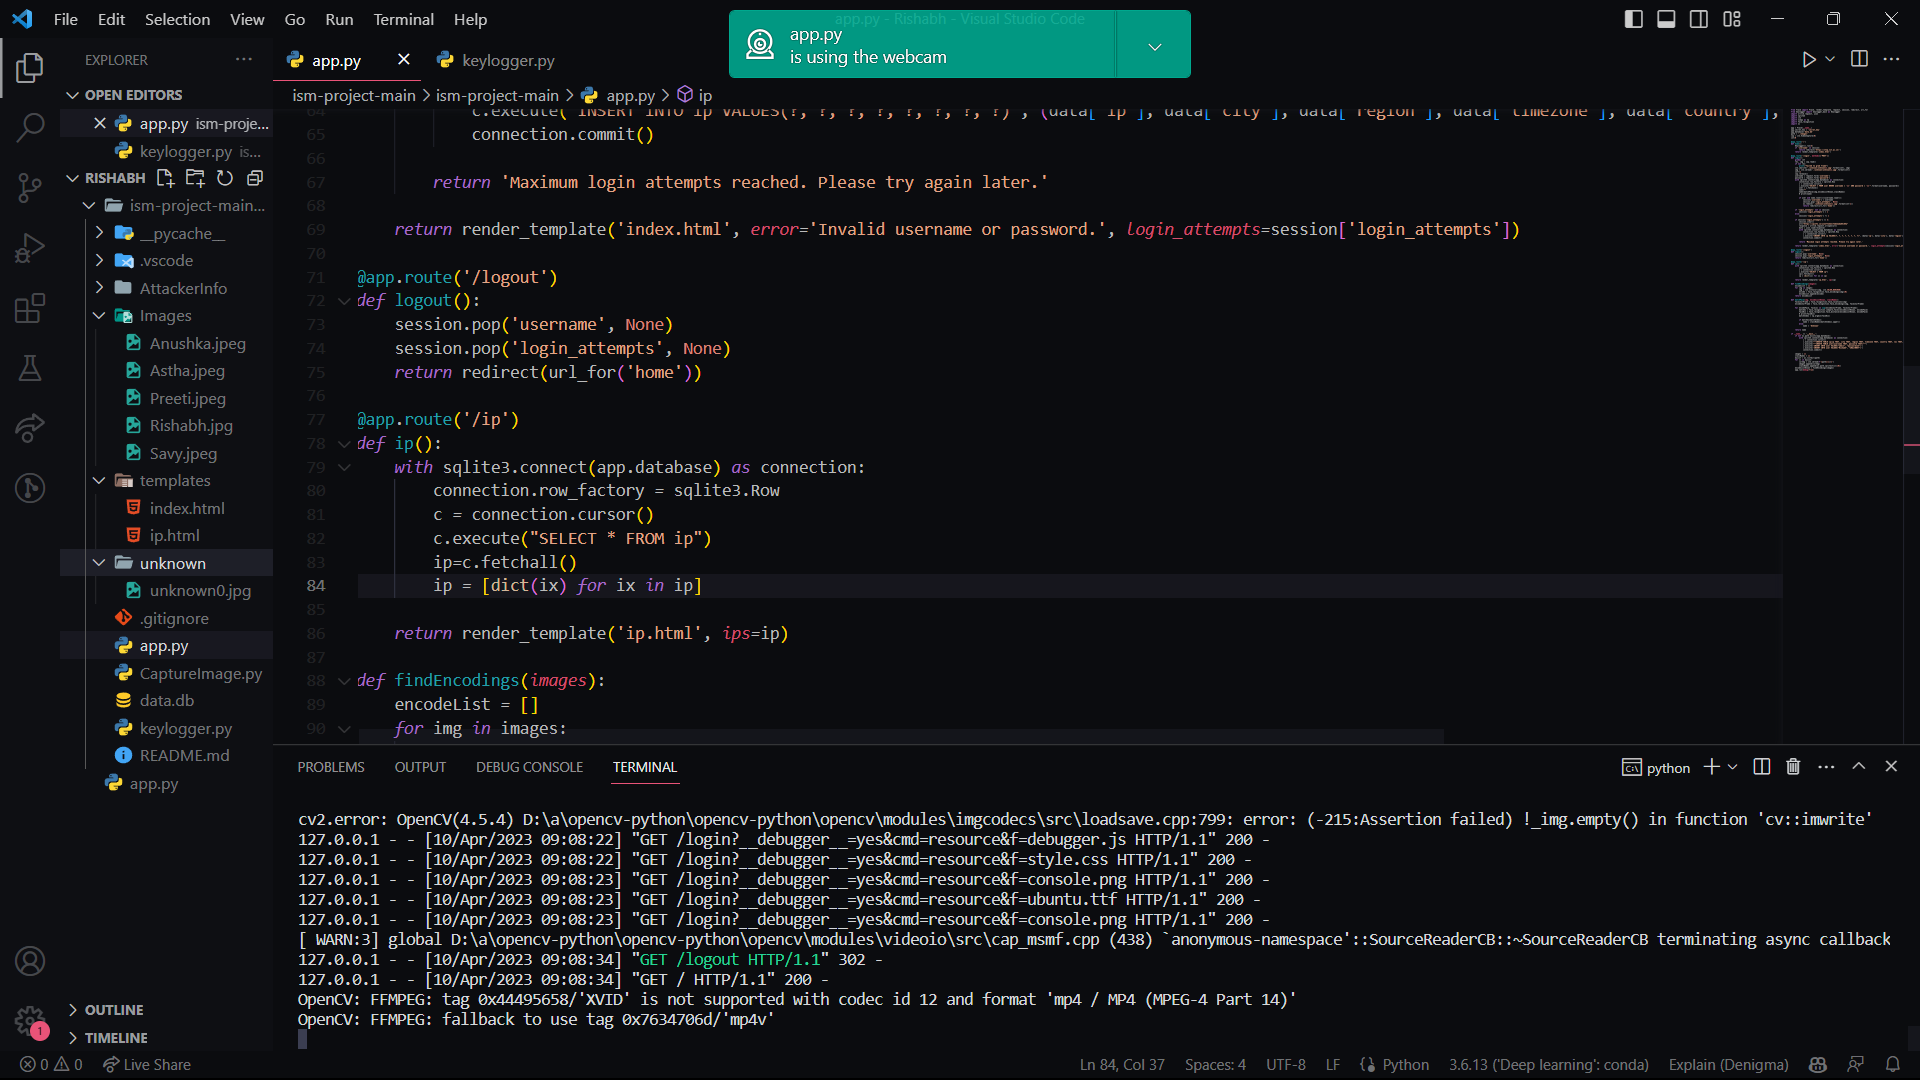 File Edit Selection View Go Run Terminal Help
app.py - Rishabh - Visual Studio Code
app.py
is using the webcam
EXPLORER
OPEN EDITORS
app.py ism-proje...
keylogger.py is...
RISHABH
ism-project-main...
__pycache__
.vscode
AttackerInfo
Images
Anushka.jpeg
Astha.jpeg
Preeti.jpeg
Rishabh.jpg
Savy.jpeg
templates
index.html
ip.html
unknown
unknown0.jpg
.gitignore
app.py
CaptureImage.py
data.db
keylogger.py
README.md
app.py
OUTLINE
TIMELINE
1
app.py keylogger.py
ism-project-main > ism-project-main > app.py > ip
64 c.execute('INSERT INTO ip VALUES(?, ?, ?, ?, ?, ?, ?, ?)', (data['ip'], data['city'], data['region'], data['timezone'], data['country'],
65 connection.commit()
66
67 return 'Maximum login attempts reached. Please try again later.'
68
69 return render_template('index.html', error='Invalid username or password.', login_attempts=session['login_attempts'])
70
71 @app.route('/logout')
72 def logout():
73 session.pop('username', None)
74 session.pop('login_attempts', None)
75 return redirect(url_for('home'))
76
77 @app.route('/ip')
78 def ip():
79 with sqlite3.connect(app.database) as connection:
80 connection.row_factory = sqlite3.Row
81 c = connection.cursor()
82 c.execute("SELECT * FROM ip")
83 ip=c.fetchall()
84 ip = [dict(ix) for ix in ip]
85
86 return render_template('ip.html', ips=ip)
87
88 def findEncodings(images):
89 encodeList = []
90 for img in images:
PROBLEMS OUTPUT DEBUG CONSOLE TERMINAL
python
cv2.error: OpenCV(4.5.4) D:\a\opencv-python\opencv-python\opencv\modules\imgcodecs\src\loadsave.cpp:799: error: (-215:Assertion failed) !_img.empty() in function 'cv::imwrite'
127.0.0.1 - - [10/Apr/2023 09:08:22] "GET /login?__debugger__=yes&cmd=resource&f=debugger.js HTTP/1.1" 200 -
127.0.0.1 - - [10/Apr/2023 09:08:22] "GET /login?__debugger__=yes&cmd=resource&f=style.css HTTP/1.1" 200 -
127.0.0.1 - - [10/Apr/2023 09:08:23] "GET /login?__debugger__=yes&cmd=resource&f=console.png HTTP/1.1" 200 -
127.0.0.1 - - [10/Apr/2023 09:08:23] "GET /login?__debugger__=yes&cmd=resource&f=ubuntu.ttf HTTP/1.1" 200 -
127.0.0.1 - - [10/Apr/2023 09:08:23] "GET /login?__debugger__=yes&cmd=resource&f=console.png HTTP/1.1" 200 -
[ WARN:3] global D:\a\opencv-python\opencv-python\opencv\modules\videoio\src\cap_msmf.cpp (438) `anonymous-namespace'::SourceReaderCB::~SourceReaderCB terminating async callback
127.0.0.1 - - [10/Apr/2023 09:08:34] "GET /logout HTTP/1.1" 302 -
127.0.0.1 - - [10/Apr/2023 09:08:34] "GET / HTTP/1.1" 200 -
OpenCV: FFMPEG: tag 0x44495658/'XVID' is not supported with codec id 12 and format 'mp4 / MP4 (MPEG-4 Part 14)'
OpenCV: FFMPEG: fallback to use tag 0x7634706d/'mp4v'
0 0 Live Share Ln 84, Col 37 Spaces: 4 UTF-8 LF Python 3.6.13 ('Deep learning': conda) Explain (Denigma)